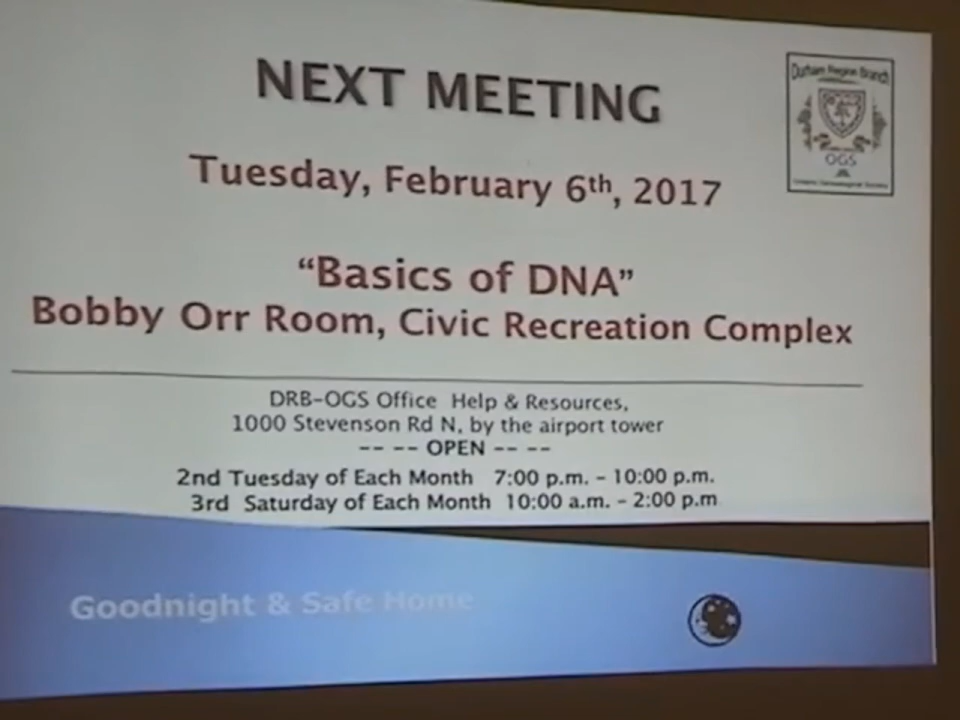 NEXT MEETING
Durham Region Branch
OGS
Tuesday, February 6th, 2017
“Basics of DNA”
Bobby Orr Room, Civic Recreation Complex
DRB-OGS Office Help & Resources,
1000 Stevenson Rd N, by the airport tower
-- -- OPEN -- --
2nd Tuesday of Each Month 7:00 p.m. - 10:00 p.m.
3rd Saturday of Each Month 10:00 a.m. - 2:00 p.m
Goodnight & Safe Home